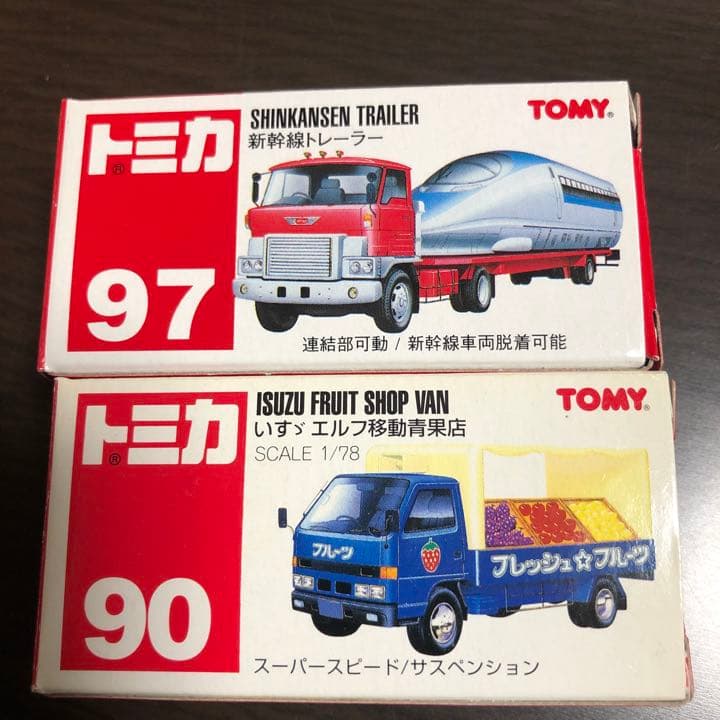 トミカ®
97
SHINKANSEN TRAILER
新幹線トレーラー
TOMY®
連結部可動 / 新幹線車両脱着可能
トミカ®
90
ISUZU FRUIT SHOP VAN
いすゞ エルフ移動青果店
SCALE 1/78
TOMY®
フルーツ
フレッシュ☆フルーツ
スーパースピード/サスペンション